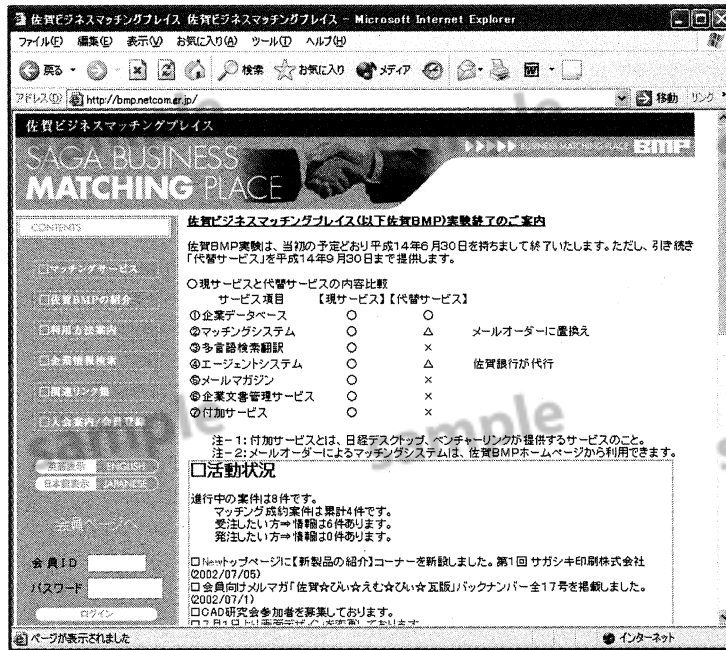 佐賀ビジネスマッチングプレイス 佐賀ビジネスマッチングプレイス - Microsoft Internet Explorer
ファイル(F) 編集(E) 表示(V) お気に入り(A) ツール(T) ヘルプ(H)
戻る 検索 お気に入り メディア
アドレス(D) http://bmp.netcom.gr.jp/ 移動 リンク
佐賀ビジネスマッチングプレイス
BUSINESS MATCHING PLACE BMP
SAGA BUSINESS
MATCHING PLACE
CONTENTS
□マッチングサービス
□佐賀BMPの紹介
□利用方法案内
□企業情報検索
□関連リンク集
□入会案内/会員登録
英語表示 ENGLISH
日本語表示 JAPANESE
会員ページへ
会員ID
パスワード
ログイン
佐賀ビジネスマッチングプレイス(以下佐賀BMP)実験終了のご案内
佐賀BMP実験は、当初の予定どおり平成14年6月30日を持ちまして終了いたします。ただし、引き続き
「代替サービス」を平成14年9月30日まで提供します。
○現サービスと代替サービスの内容比較
サービス項目 【現サービス】【代替サービス】
①企業データベース ○ ○
②マッチングシステム ○ △ メールオーダーに置換え
③多言語検索翻訳 ○ ×
④エージェントシステム ○ △ 佐賀銀行が代行
⑤メールマガジン ○ ×
⑥企業文書管理サービス ○ ×
⑦付加サービス ○ ×
注-1:付加サービスとは、日経デスクトップ、ベンチャーリンクが提供するサービスのこと。
注-2:メールオーダーによるマッチングシステムは、佐賀BMPホームページから利用できます。
□活動状況
進行中の案件は8件です。
マッチング成約案件は累計4件です。
受注したい方⇒情報は6件あります。
発注したい方⇒情報は0件あります。
□Newトップページに【新製品の紹介】コーナーを新設しました。第1回 サガシキ印刷株式会社
(2002/07/05)
□会員向けメルマガ「佐賀☆びぃ☆えむ☆ぴぃ☆瓦版」バックナンバー全17号を掲載しました。
(2002/07/1)
□CAD研究会参加者を募集しております。
□7月1日より画面デザインを変更しております
ページが表示されました インターネット
sample
sample
sample
sample